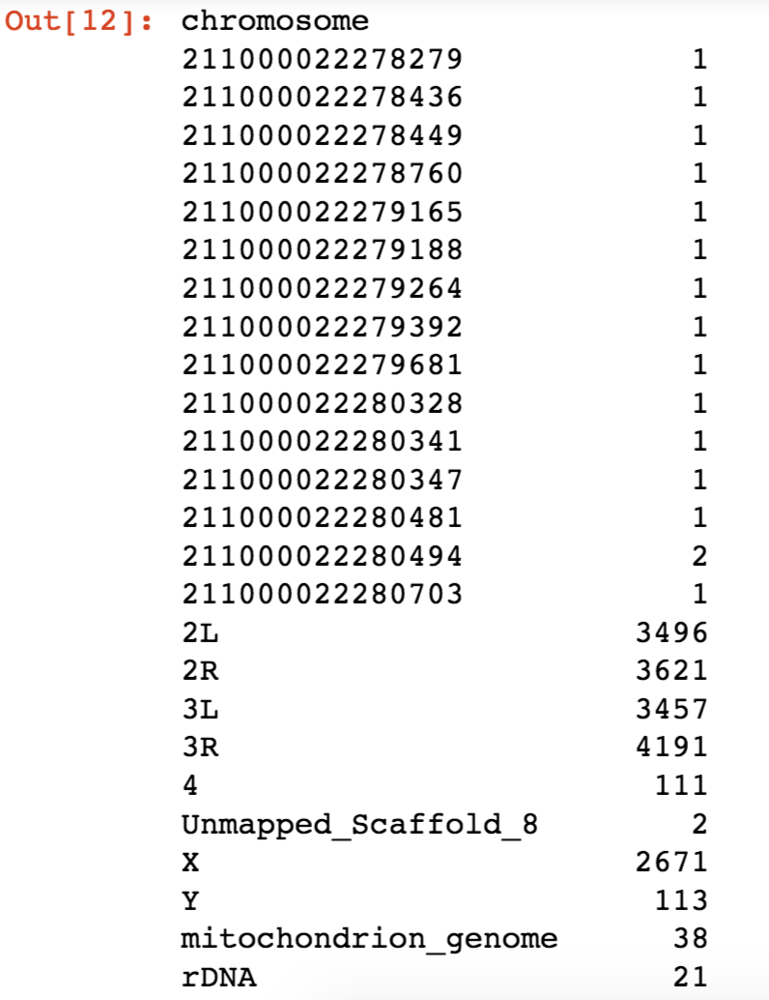 Out[12]: chromosome
211000022278279 1
211000022278436 1
211000022278449 1
211000022278760 1
211000022279165 1
211000022279188 1
211000022279264 1
211000022279392 1
211000022279681 1
211000022280328 1
211000022280341 1
211000022280347 1
211000022280481 1
211000022280494 2
211000022280703 1
2L 3496
2R 3621
3L 3457
3R 4191
4 111
Unmapped_Scaffold_8 2
X 2671
Y 113
mitochondrion_genome 38
rDNA 21